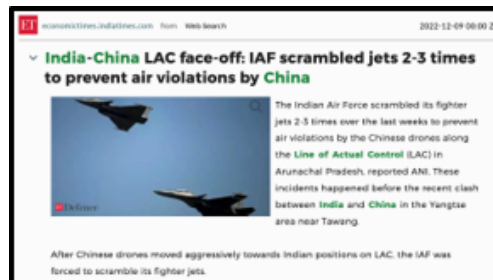 ET economictimes.indiatimes.com from Web Search 2022-12-09 00:00 Z
India-China LAC face-off: IAF scrambled jets 2-3 times
to prevent air violations by China
The Indian Air Force scrambled its fighter
jets 2-3 times over the last weeks to prevent
air violations by the Chinese drones along
the Line of Actual Control (LAC) in
Arunachal Pradesh, reported ANI. These
incidents happened before the recent clash
between India and China in the Yangtse
area near Tawang.
ET Defence
After Chinese drones moved aggressively towards Indian positions on LAC, the IAF was
forced to scramble its fighter jets.